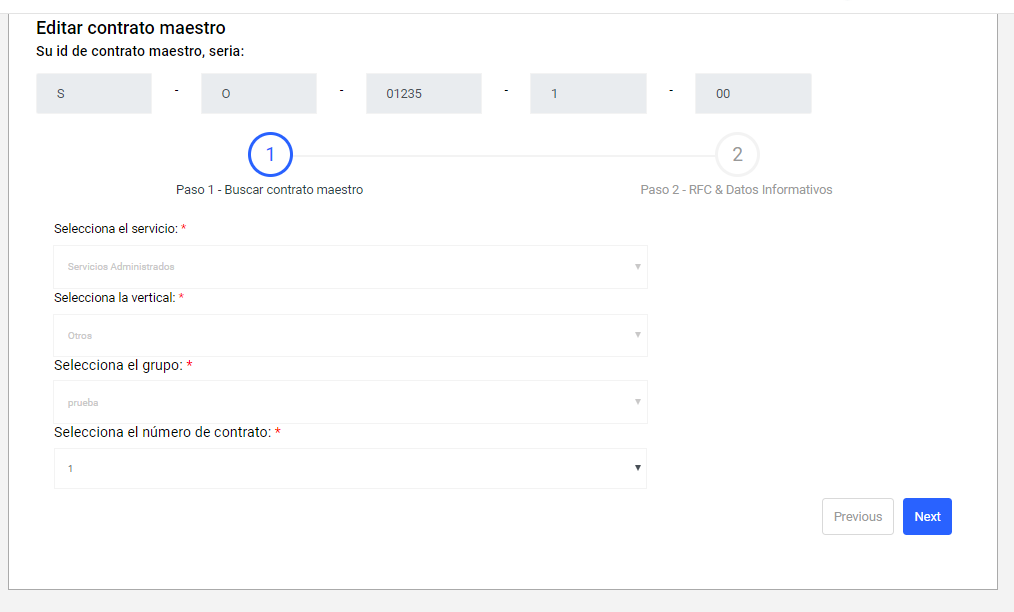 Editar contrato maestro
Su id de contrato maestro, seria:
S - O - 01235 - 1 - 00
1 2
Paso 1 - Buscar contrato maestro Paso 2 - RFC & Datos Informativos
Selecciona el servicio: *
Servicios Administrados
Selecciona la vertical: *
Otros
Selecciona el grupo: *
prueba
Selecciona el número de contrato: *
1
Previous Next